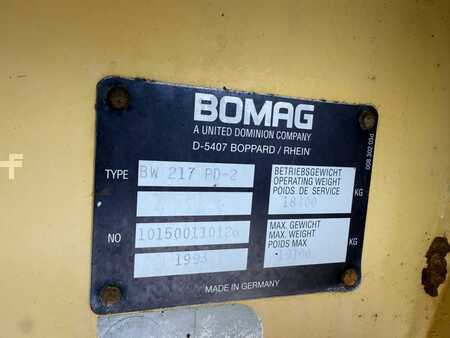 BOMAG
A UNITED DOMINION COMPANY
D-5407 BOPPARD / RHEIN
TYPE BW 217 PD-2
BETRIEBSGEWICHT
OPERATING WEIGHT
POIDS DE SERVICE
KG
NO 101500110126
1993
MAX. GEWICHT
MAX. WEIGHT
POIDS MAX
KG
MADE IN GERMANY